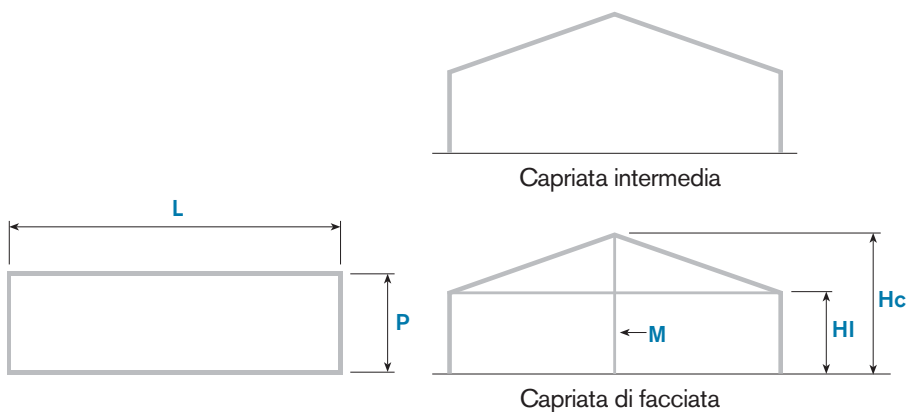 Capriata intermedia
L
P
M
Hl
Hc
Capriata di facciata